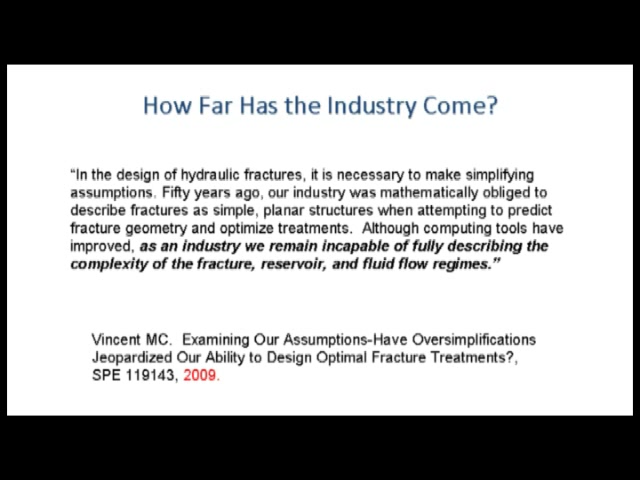 How Far Has the Industry Come?
“In the design of hydraulic fractures, it is necessary to make simplifying
assumptions. Fifty years ago, our industry was mathematically obliged to
describe fractures as simple, planar structures when attempting to predict
fracture geometry and optimize treatments.  Although computing tools have
improved, as an industry we remain incapable of fully describing the
complexity of the fracture, reservoir, and fluid flow regimes.”
Vincent MC.  Examining Our Assumptions-Have Oversimplifications
Jeopardized Our Ability to Design Optimal Fracture Treatments?,
SPE 119143, 2009.